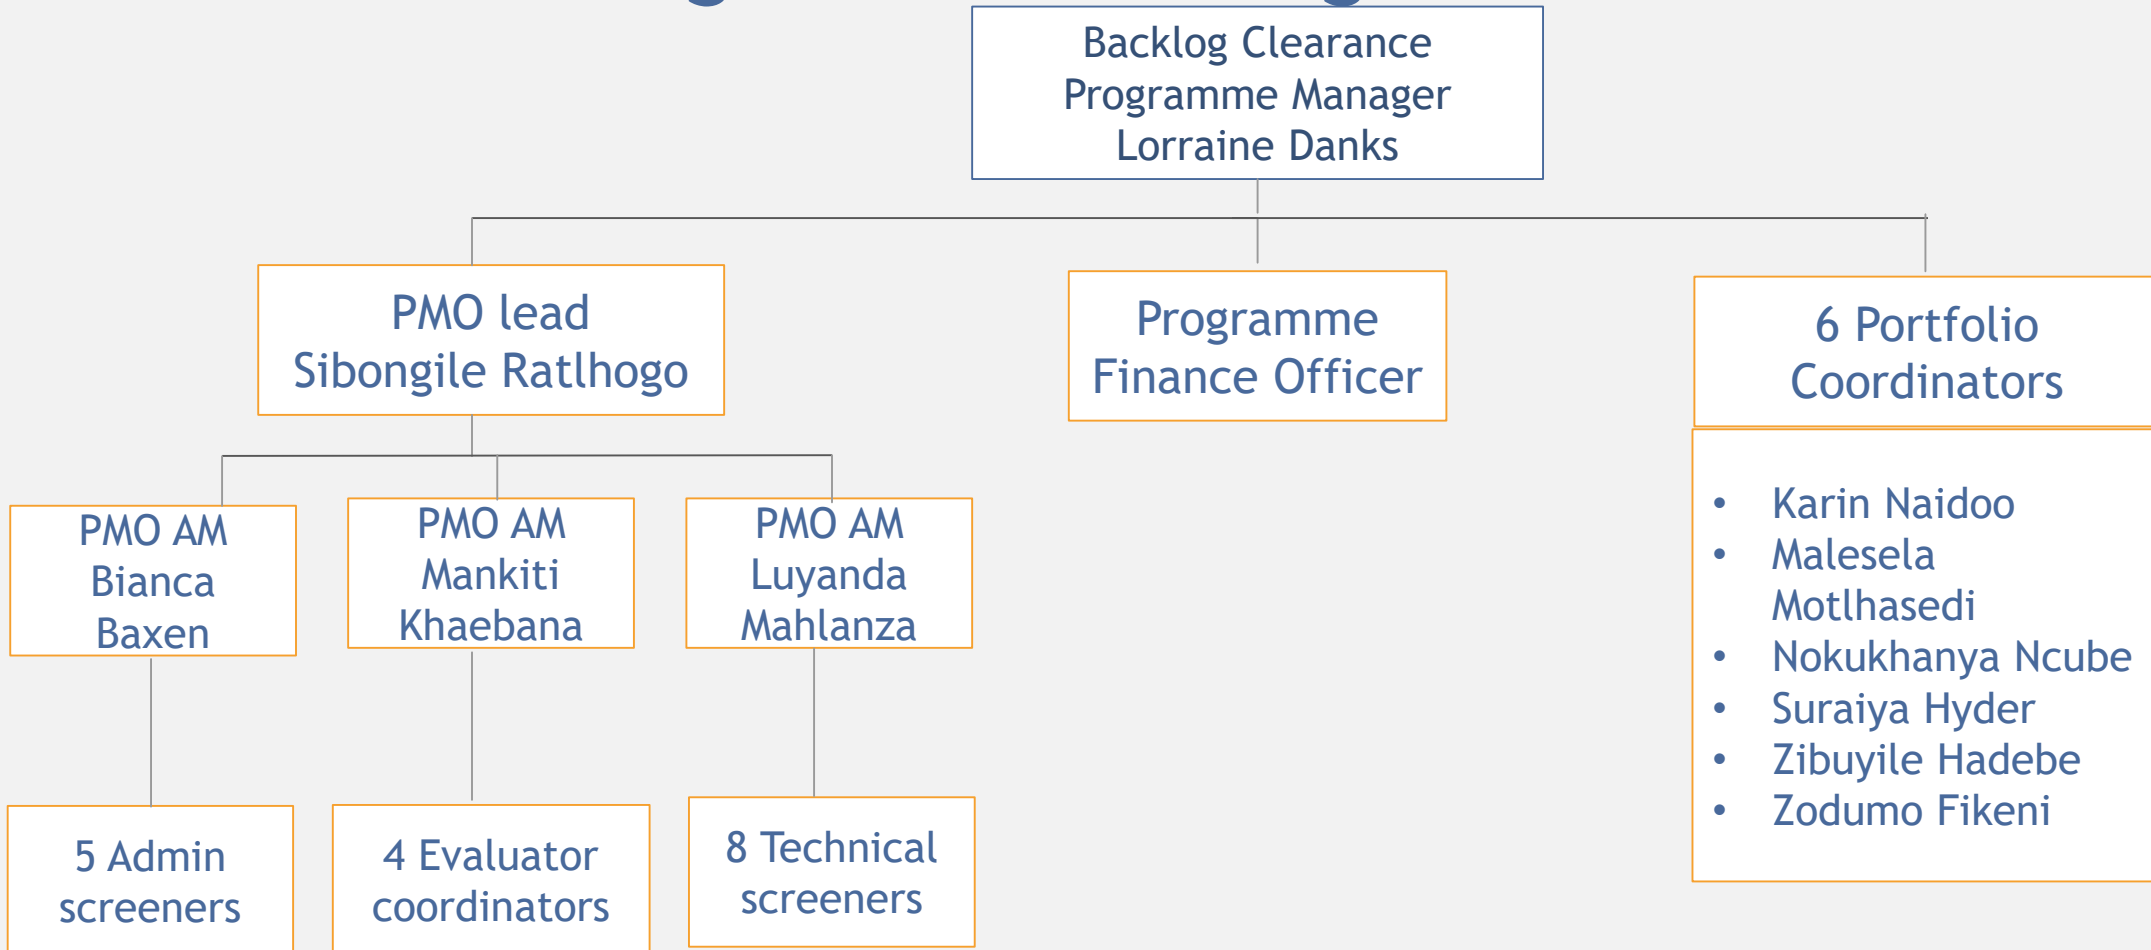 Backlog Clearance
Programme Manager
Lorraine Danks
PMO lead
Sibongile Ratlhogo
Programme
Finance Officer
6 Portfolio
Coordinators
PMO AM
Bianca
Baxen
PMO AM
Mankiti
Khaebana
PMO AM
Luyanda
Mahlanza
• Karin Naidoo
• Malesela
Motlhasedi
• Nokukhanya Ncube
• Suraiya Hyder
• Zibuyile Hadebe
• Zodumo Fikeni
5 Admin
screeners
4 Evaluator
coordinators
8 Technical
screeners